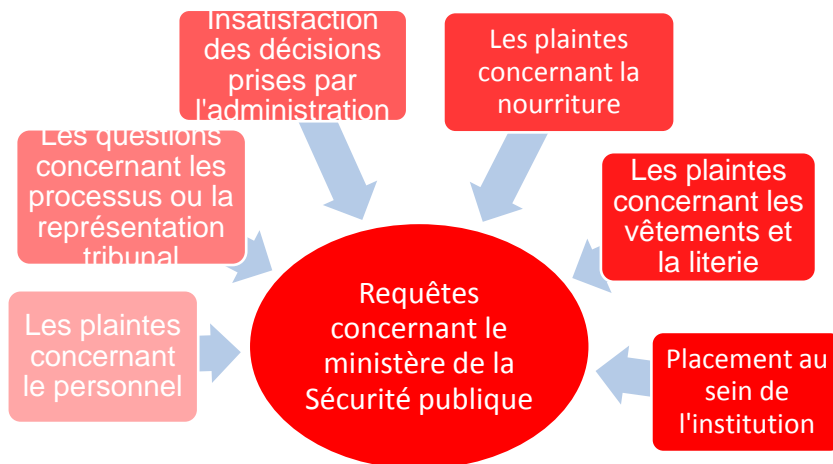 Insatisfaction
des décisions
prises par
l'administration
Les plaintes
concernant la
nourriture
Les questions
concernant les
processus ou la
représentation
tribunal
Les plaintes
concernant les
vêtements et
la literie
Les plaintes
concernant
le personnel
Requêtes
concernant le
ministère de la
Sécurité publique
Placement au
sein de
l'institution